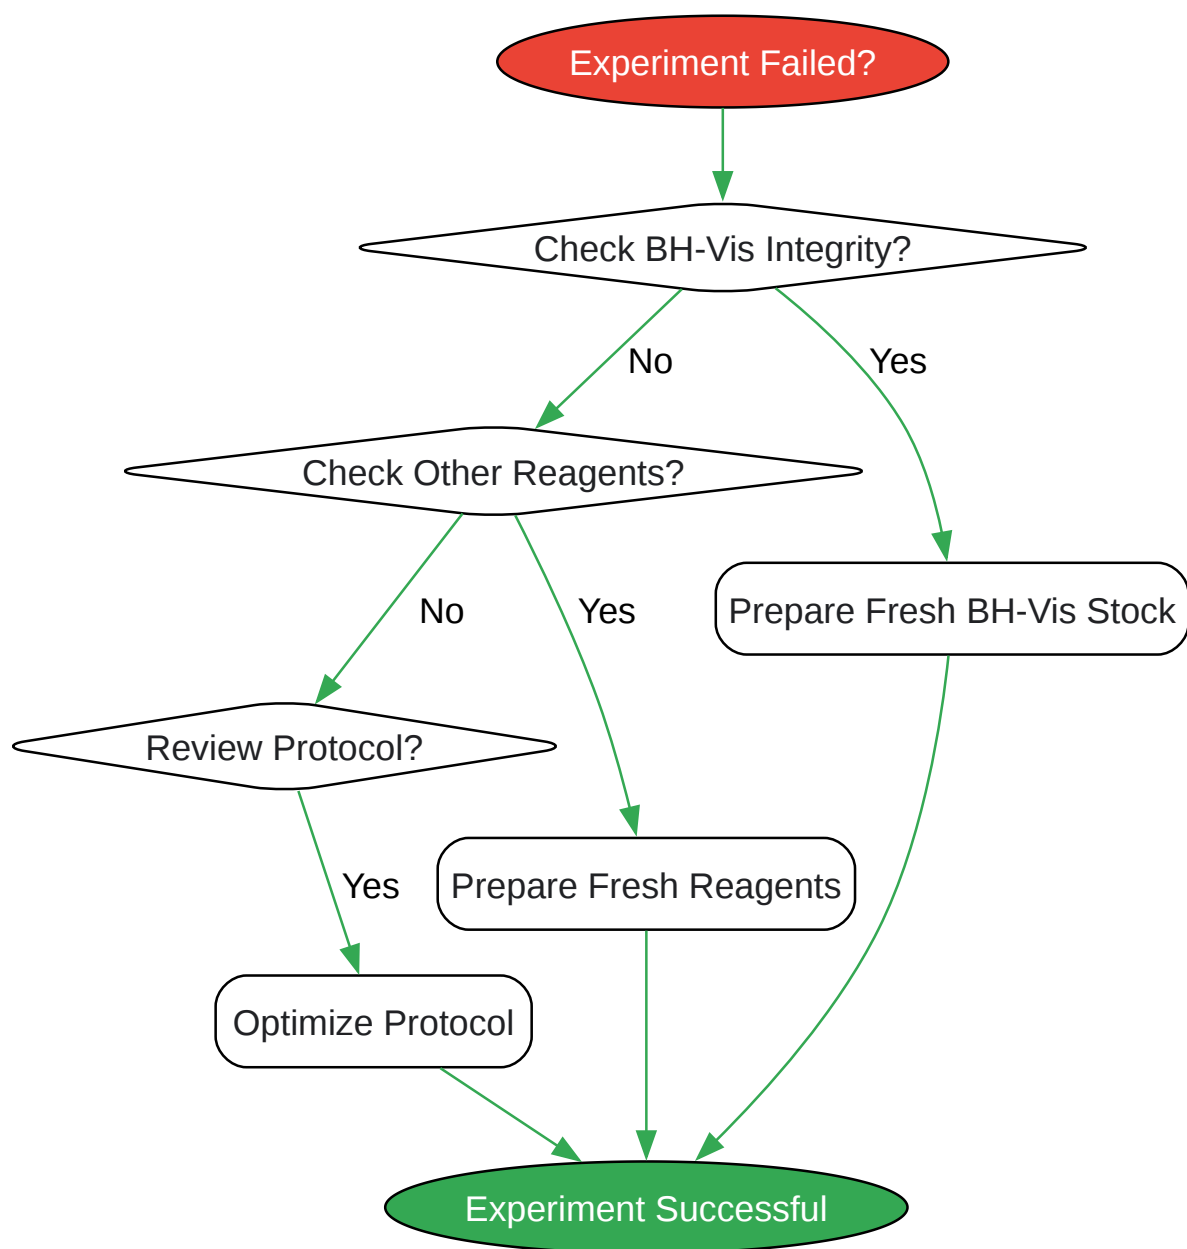 Experiment Failed?
Check BH-Vis Integrity?
No
Yes
Check Other Reagents?
No
Yes
Prepare Fresh BH-Vis Stock
Review Protocol?
Yes
Prepare Fresh Reagents
Optimize Protocol
Experiment Successful